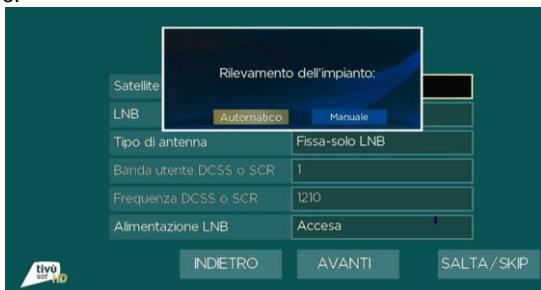 Rilevamento dell'impianto:
Automatico Manuale
Satellite
LNB
Tipo di antenna Fissa-solo LNB
Banda utente DCSS o SCR 1
Frequenza DCSS o SCR 1210
Alimentazione LNB Accesa
INDIETRO AVANTI SALTA/SKIP
tivù
sat HD